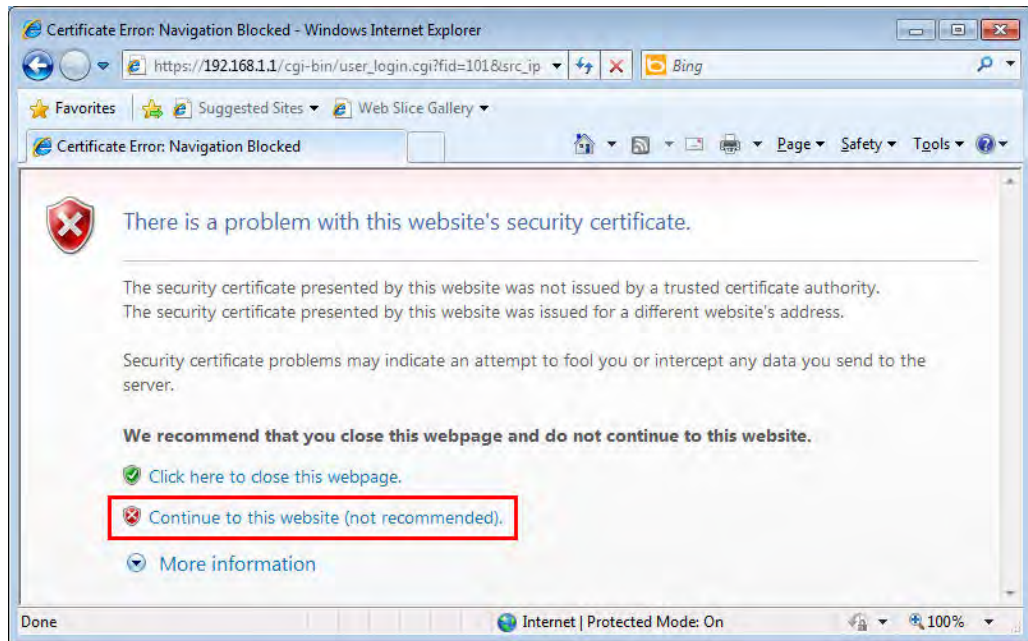 Certificate Error: Navigation Blocked - Windows Internet Explorer
https://192.168.1.1/cgi-bin/user_login.cgi?fid=101&src_ip
Bing
Favorites Suggested Sites Web Slice Gallery
Certificate Error: Navigation Blocked
Page Safety Tools
There is a problem with this website's security certificate.
The security certificate presented by this website was not issued by a trusted certificate authority.
The security certificate presented by this website was issued for a different website's address.
Security certificate problems may indicate an attempt to fool you or intercept any data you send to the
server.
We recommend that you close this webpage and do not continue to this website.
Click here to close this webpage.
Continue to this website (not recommended).
More information
Done Internet | Protected Mode: On 100%